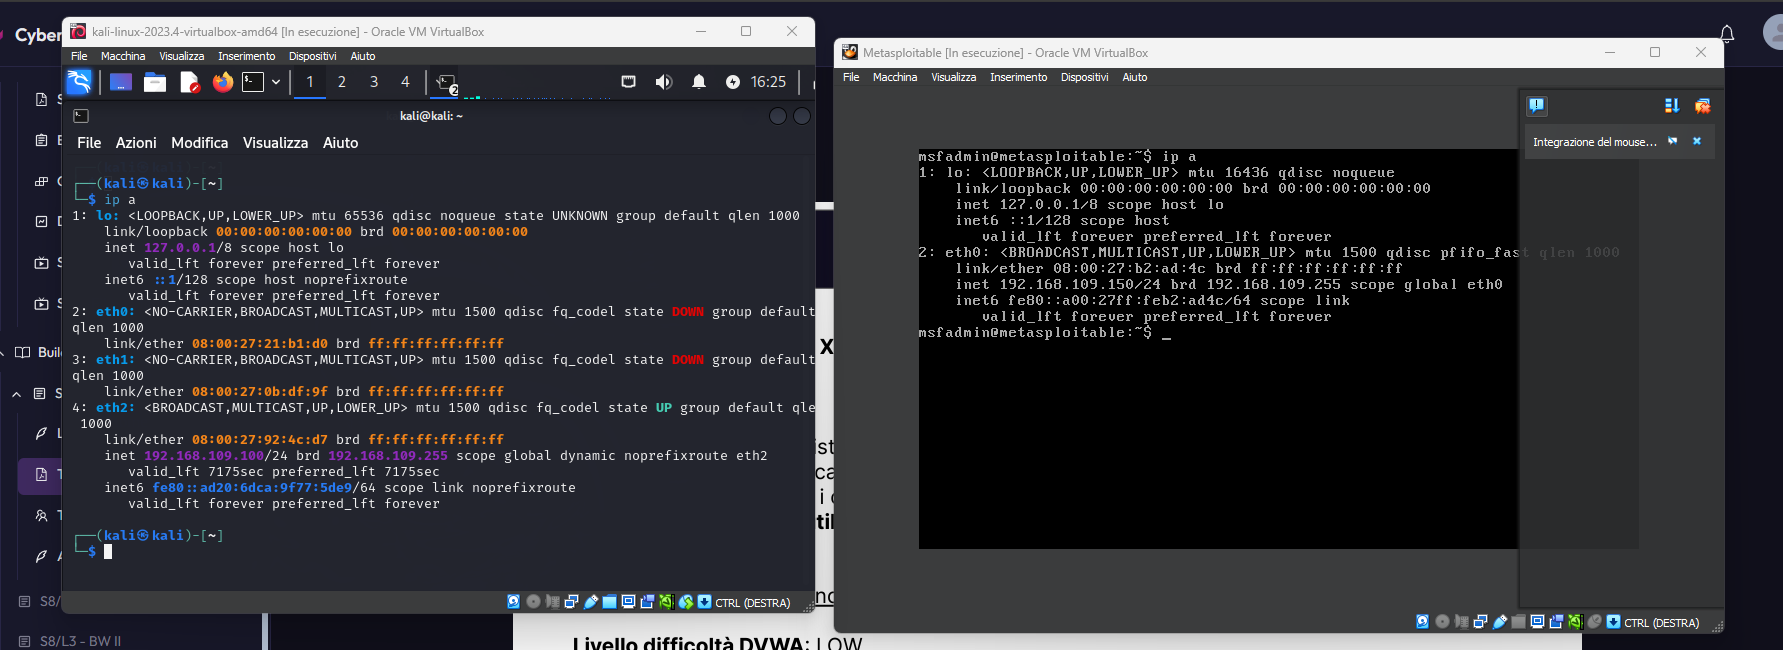 Cyber
kali-linux-2023.4-virtualbox-amd64 [In esecuzione] - Oracle VM VirtualBox
File Macchina Visualizza Inserimento Dispositivi Aiuto
1 2 3 4 2 16:25
kali@kali: ~
File Azioni Modifica Visualizza Aiuto
┌──(kali㉿kali)-[~]
└─$ ip a
1: lo: <LOOPBACK,UP,LOWER_UP> mtu 65536 qdisc noqueue state UNKNOWN group default qlen 1000
link/loopback 00:00:00:00:00:00 brd 00:00:00:00:00:00
inet 127.0.0.1/8 scope host lo
valid_lft forever preferred_lft forever
inet6 ::1/128 scope host noprefixroute
valid_lft forever preferred_lft forever
2: eth0: <NO-CARRIER,BROADCAST,MULTICAST,UP> mtu 1500 qdisc fq_codel state DOWN group default
qlen 1000
link/ether 08:00:27:21:b1:d0 brd ff:ff:ff:ff:ff:ff
3: eth1: <NO-CARRIER,BROADCAST,MULTICAST,UP> mtu 1500 qdisc fq_codel state DOWN group default
qlen 1000
link/ether 08:00:27:0b:df:9f brd ff:ff:ff:ff:ff:ff
4: eth2: <BROADCAST,MULTICAST,UP,LOWER_UP> mtu 1500 qdisc fq_codel state UP group default qle
1000
link/ether 08:00:27:92:4c:d7 brd ff:ff:ff:ff:ff:ff
inet 192.168.109.100/24 brd 192.168.109.255 scope global dynamic noprefixroute eth2
valid_lft 7175sec preferred_lft 7175sec
inet6 fe80::ad20:6dca:9f77:5de9/64 scope link noprefixroute
valid_lft forever preferred_lft forever
┌──(kali㉿kali)-[~]
└─$
CTRL (DESTRA)
Metasploitable [In esecuzione] - Oracle VM VirtualBox
File Macchina Visualizza Inserimento Dispositivi Aiuto
Integrazione del mouse...
msfadmin@metasploitable:~$ ip a
1: lo: <LOOPBACK,UP,LOWER_UP> mtu 16436 qdisc noqueue
link/loopback 00:00:00:00:00:00 brd 00:00:00:00:00:00
inet 127.0.0.1/8 scope host lo
inet6 ::1/128 scope host
valid_lft forever preferred_lft forever
2: eth0: <BROADCAST,MULTICAST,UP,LOWER_UP> mtu 1500 qdisc pfifo_fast qlen 1000
link/ether 08:00:27:b2:ad:4c brd ff:ff:ff:ff:ff:ff
inet 192.168.109.150/24 brd 192.168.109.255 scope global eth0
inet6 fe80::a00:27ff:feb2:ad4c/64 scope link
valid_lft forever preferred_lft forever
msfadmin@metasploitable:~$ _
CTRL (DESTRA)
Buil
S8/
S8/L3 - BW II
X
ist
ca
i
til
Livello difficoltà DVWA: LOW